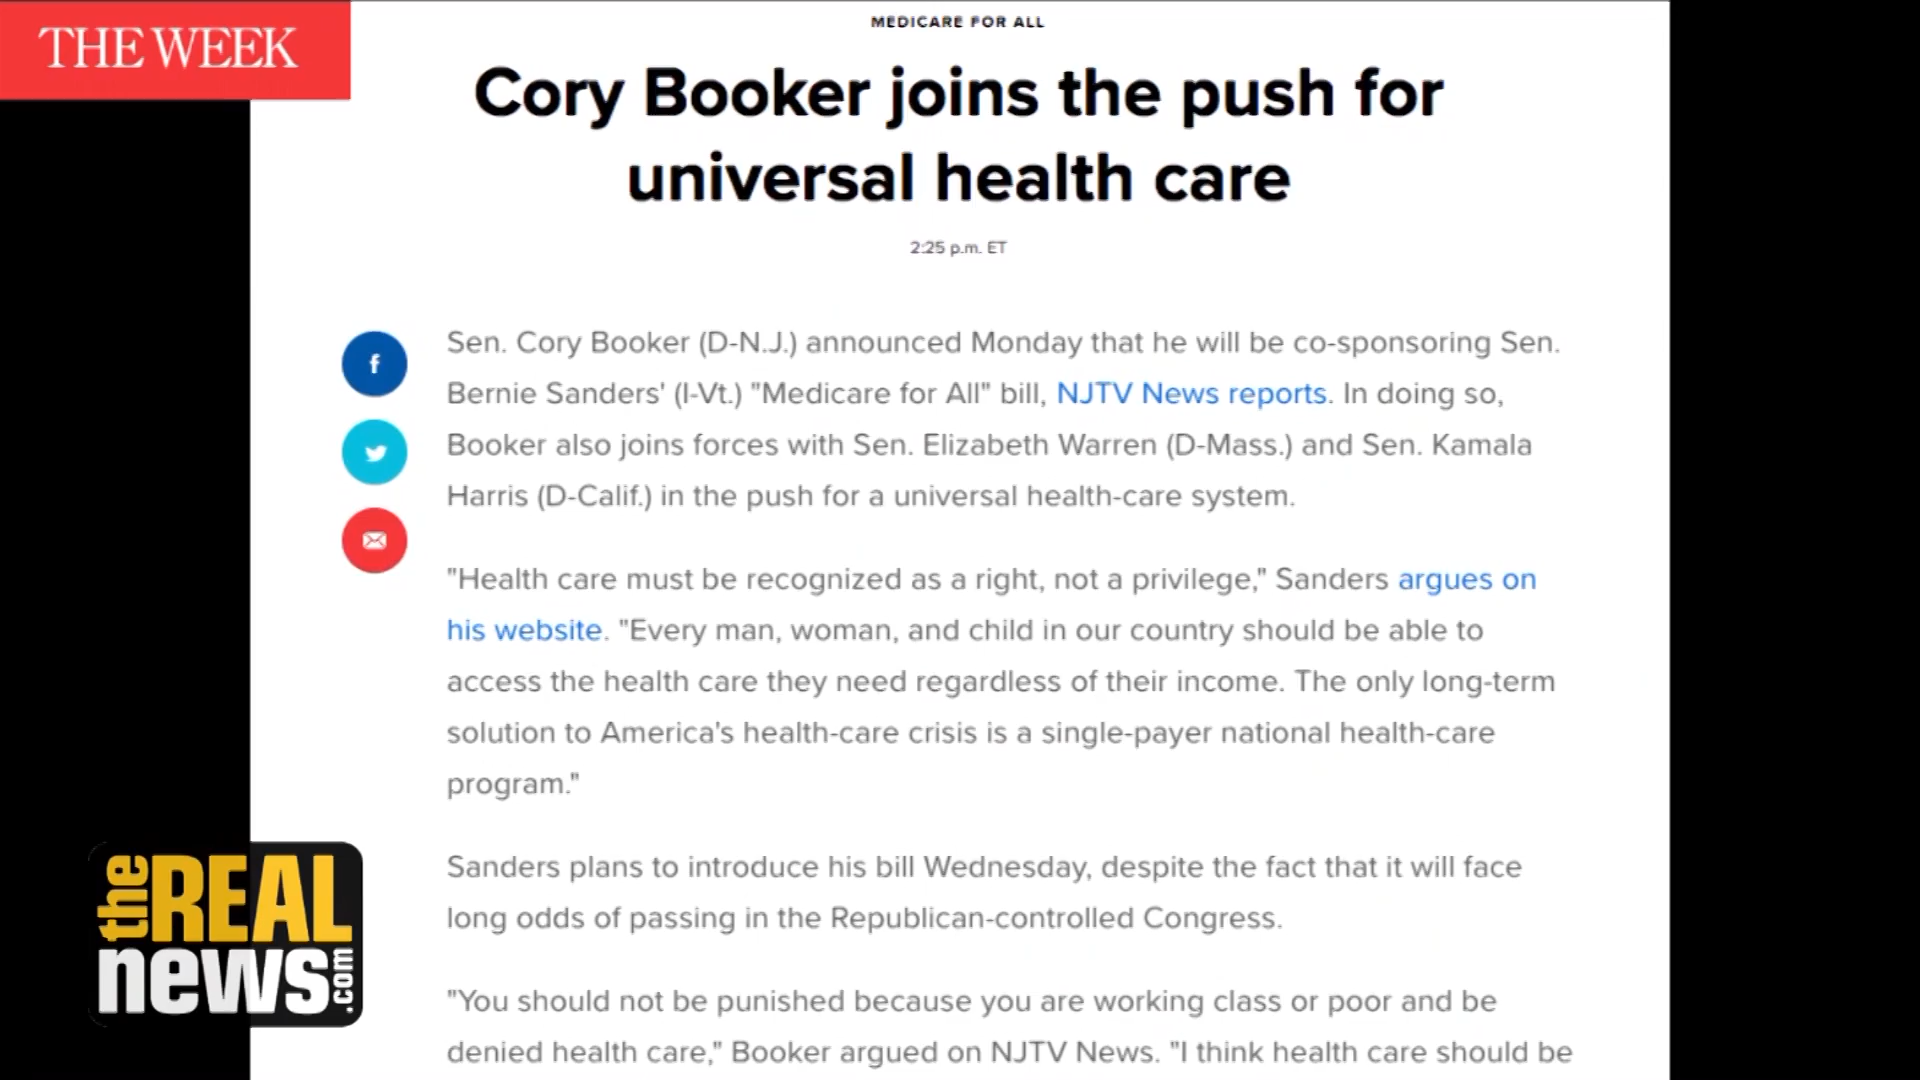 THE WEEK
MEDICARE FOR ALL
Cory Booker joins the push for
universal health care
2:25 p.m. ET
f
Sen. Cory Booker (D-N.J.) announced Monday that he will be co-sponsoring Sen.
Bernie Sanders' (I-Vt.) "Medicare for All" bill, NJTV News reports. In doing so,
Booker also joins forces with Sen. Elizabeth Warren (D-Mass.) and Sen. Kamala
Harris (D-Calif.) in the push for a universal health-care system.
"Health care must be recognized as a right, not a privilege," Sanders argues on
his website. "Every man, woman, and child in our country should be able to
access the health care they need regardless of their income. The only long-term
solution to America's health-care crisis is a single-payer national health-care
program."
Sanders plans to introduce his bill Wednesday, despite the fact that it will face
long odds of passing in the Republican-controlled Congress.
"You should not be punished because you are working class or poor and be
denied health care," Booker argued on NJTV News. "I think health care should be
the REAL
news.com